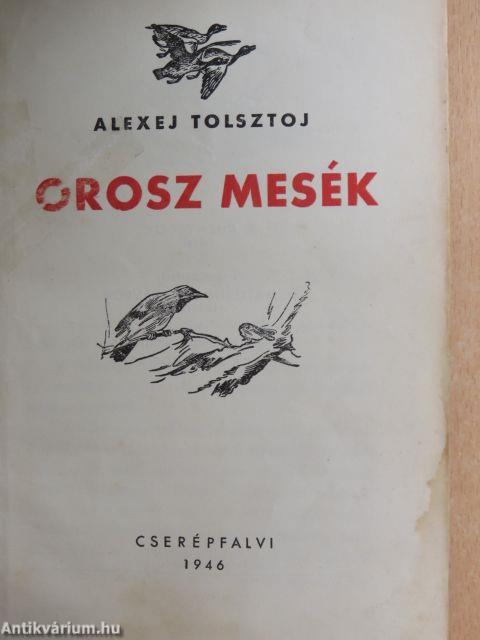 ALEXEJ TOLSZTOJ
OROSZ MESÉK
CSERÉPFALVI
1946
Antikvárium.hu